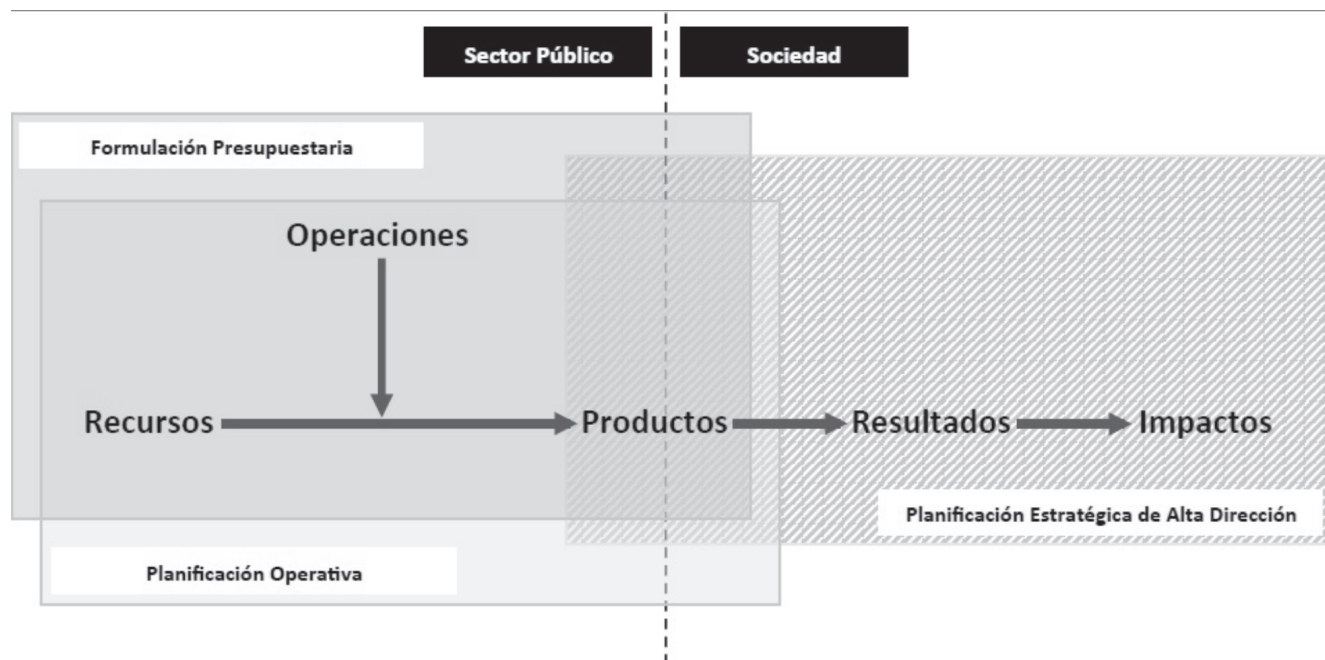 Sector Público
Sociedad
Formulación Presupuestaria
Operaciones
Recursos
Productos
Resultados
Impactos
Planificación Estratégica de Alta Dirección
Planificación Operativa